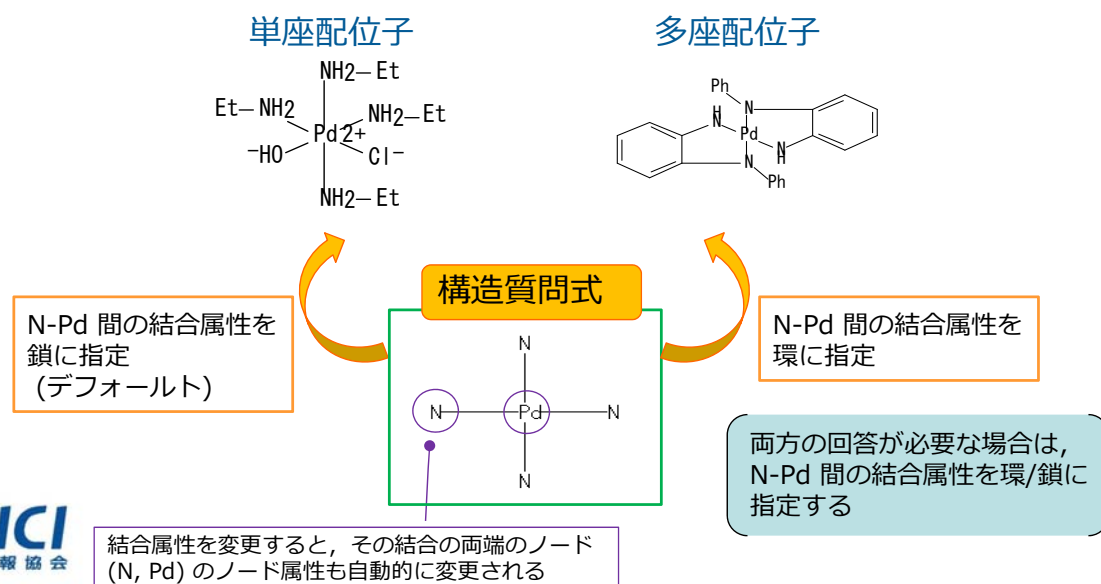 単座配位子
多座配位子
NH2-Et
Et-NH2
NH2-Et
Pd2+
-HO
Cl-
NH2-Et
Ph
N
H
N
Pd
N
H
N
Ph
構造質問式
N-Pd 間の結合属性を
鎖に指定
(デフォールト)
N-Pd 間の結合属性を
環に指定
N
N
Pd
N
N
両方の回答が必要な場合は,
N-Pd 間の結合属性を環/鎖に
指定する
ICI
報協会
結合属性を変更すると,その結合の両端のノード
(N, Pd) のノード属性も自動的に変更される